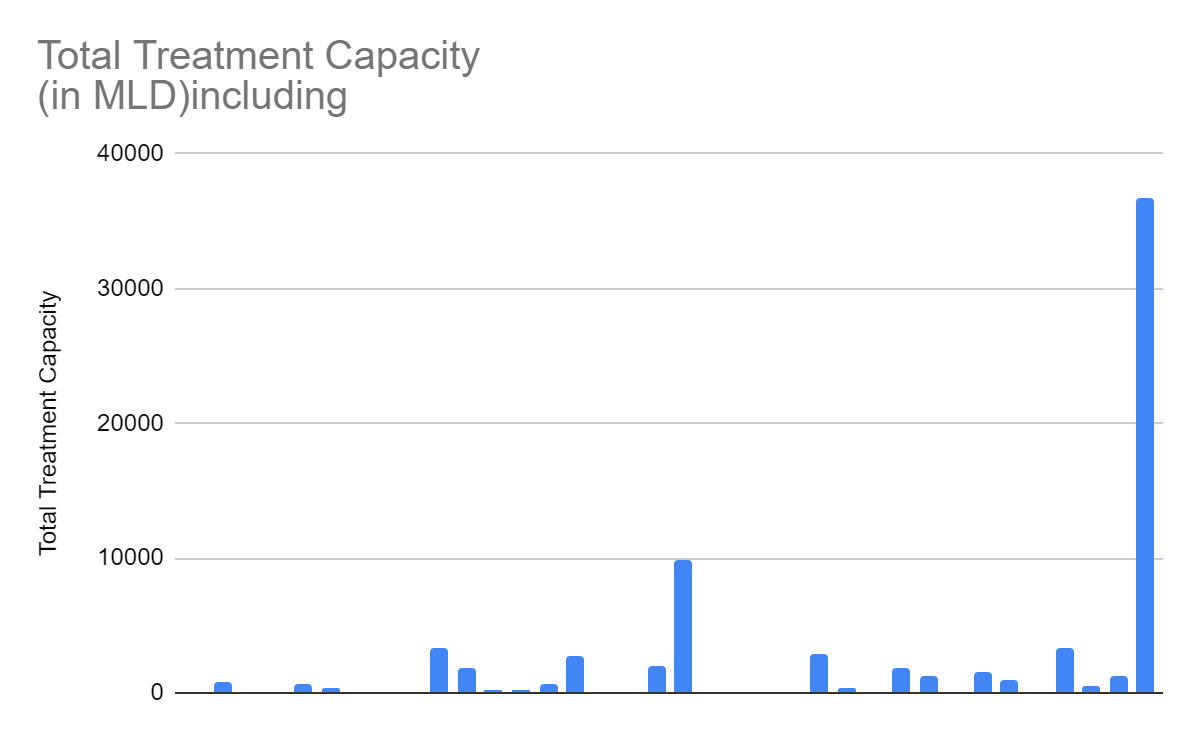 Total Treatment Capacity
(in MLD)including
40000
30000
20000
10000
0
Total Treatment Capacity